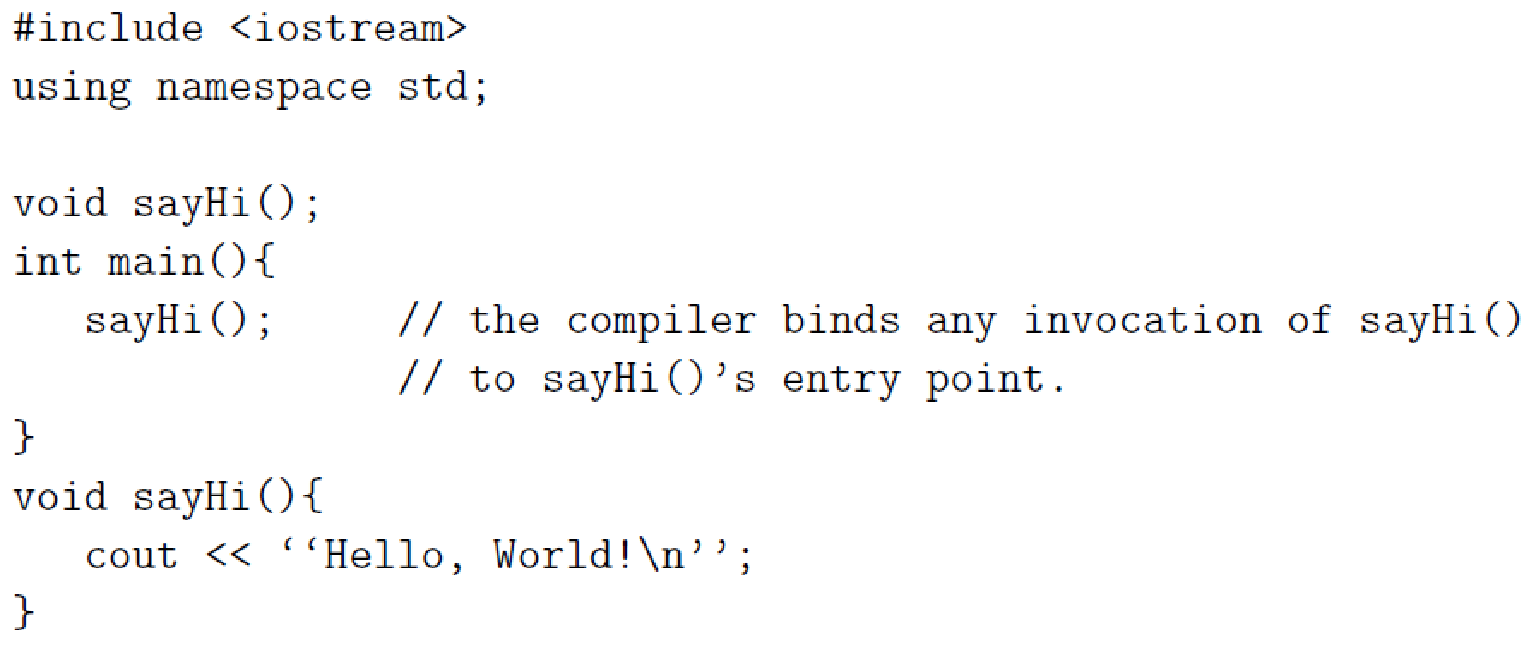 #include <iostream>
using namespace std;
void sayHi();
int main(){
sayHi(); // the compiler binds any invocation of sayHi()
// to sayHi()’s entry point.
}
void sayHi(){
cout << ‘‘Hello, World!\n’’;
}